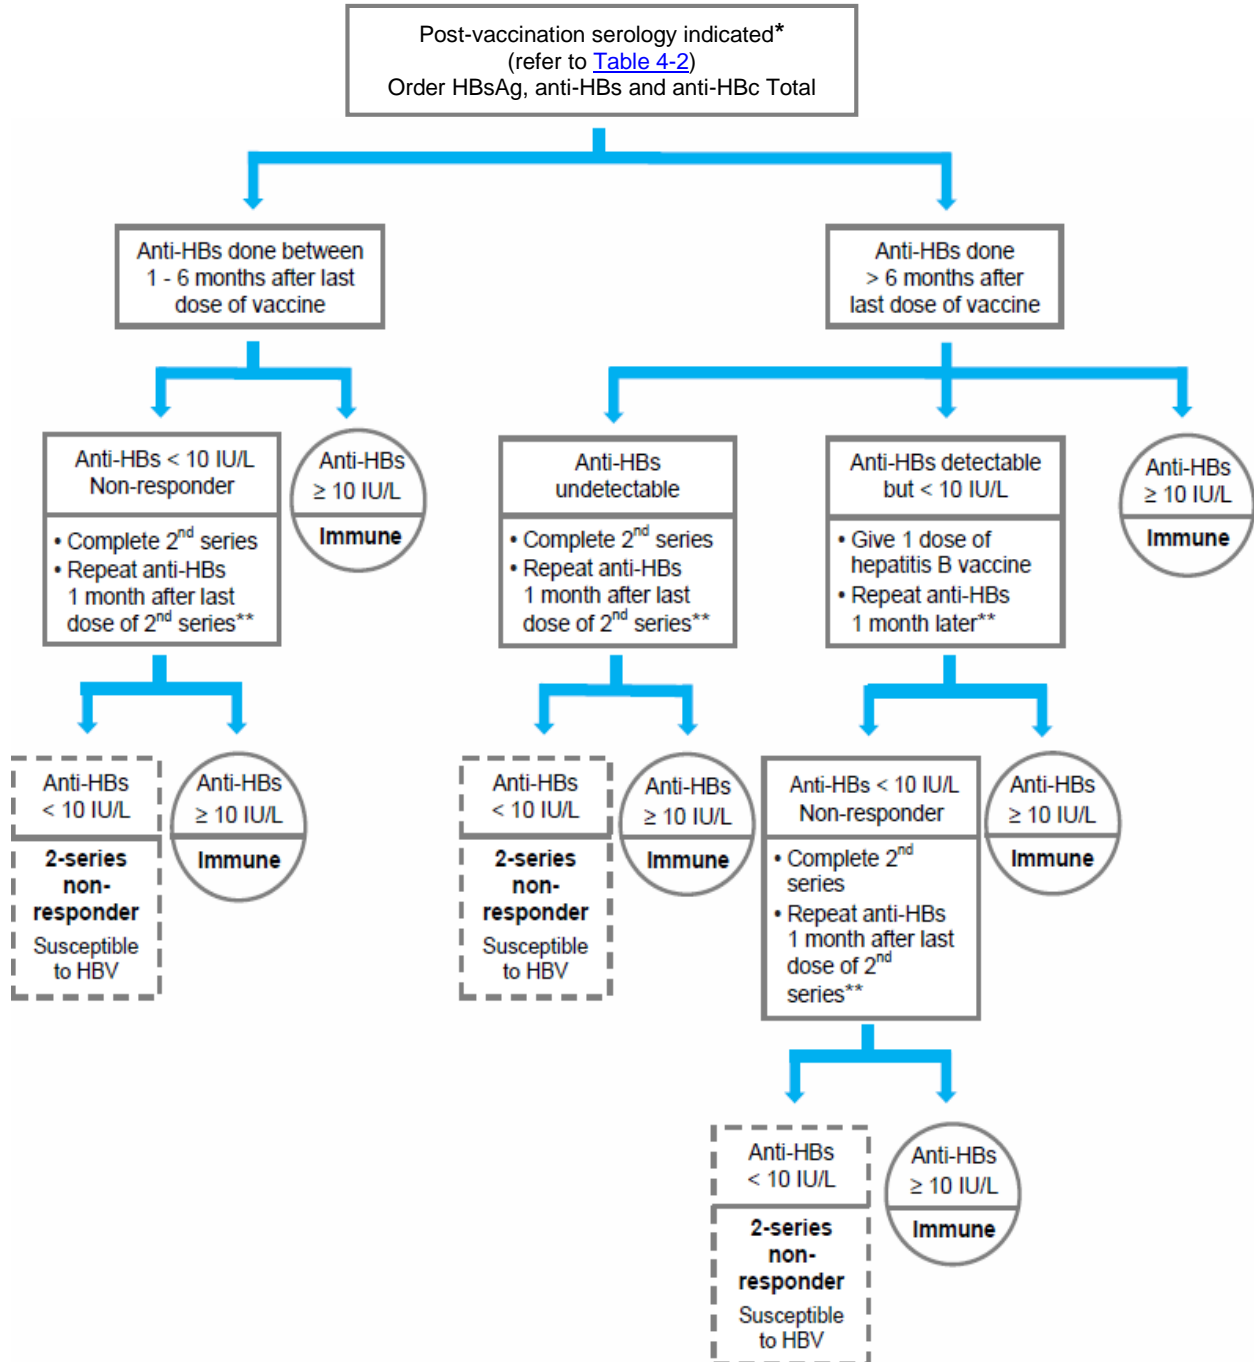 Post-vaccination serology indicated*
(refer to Table 4-2)
Order HBsAg, anti-HBs and anti-HBc Total
Anti-HBs done between
1 - 6 months after last
dose of vaccine
Anti-HBs done
> 6 months after
last dose of vaccine
Anti-HBs < 10 IU/L
Non-responder
• Complete 2nd series
• Repeat anti-HBs
1 month after last
dose of 2nd series**
Anti-HBs
≥ 10 IU/L
Immune
Anti-HBs
undetectable
• Complete 2nd series
• Repeat anti-HBs
1 month after last
dose of 2nd series**
Anti-HBs detectable
but < 10 IU/L
• Give 1 dose of
hepatitis B vaccine
• Repeat anti-HBs
1 month later**
Anti-HBs
≥ 10 IU/L
Immune
Anti-HBs
< 10 IU/L
2-series
non-
responder
Susceptible
to HBV
Anti-HBs
≥ 10 IU/L
Immune
Anti-HBs
< 10 IU/L
2-series
non-
responder
Susceptible
to HBV
Anti-HBs
≥ 10 IU/L
Immune
Anti-HBs < 10 IU/L
Non-responder
• Complete 2nd
series
• Repeat anti-HBs
1 month after last
dose of 2nd
series**
Anti-HBs
≥ 10 IU/L
Immune
Anti-HBs
< 10 IU/L
2-series
non-
responder
Susceptible
to HBV
Anti-HBs
≥ 10 IU/L
Immune